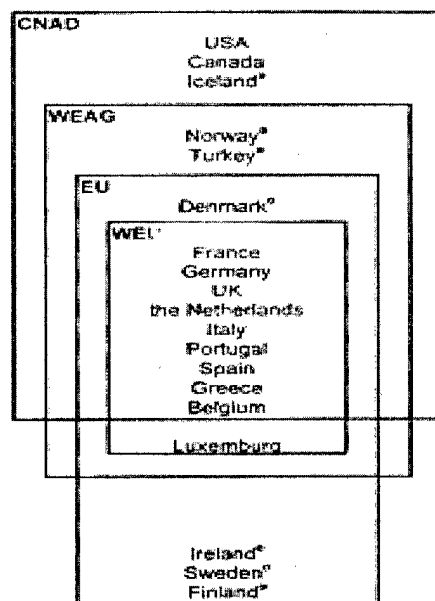 CNAD
USA
Canada
Iceland*
WEAG
Norway*
Turkey*
EU
Denmark°
WEU
France
Germany
UK
the Netherlands
Italy
Portugal
Spain
Greece
Belgium
Luxemburg
Ireland°
Sweden°
Finland°